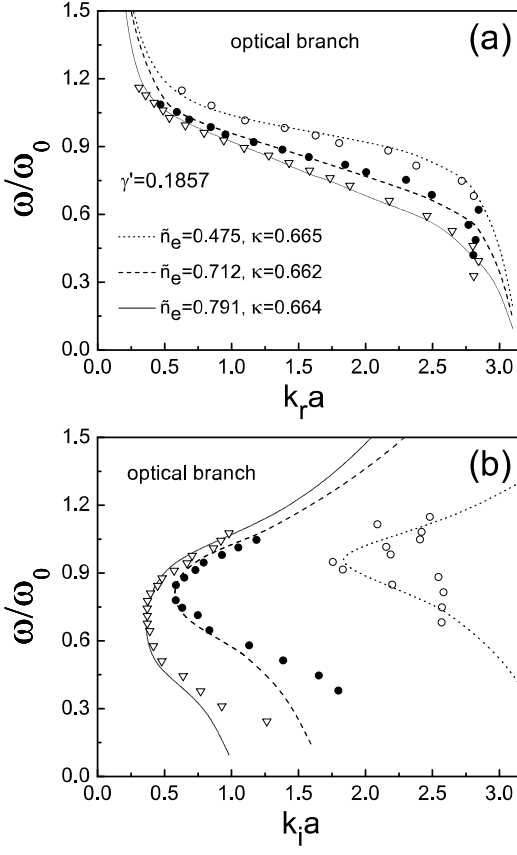 (a)
optical branch
1.5
1.2
0.9
0.6
0.3
0.0
ω/ω₀
γ'=0.1857
ñₑ=0.475, κ=0.665
ñₑ=0.712, κ=0.662
ñₑ=0.791, κ=0.664
0.0 0.5 1.0 1.5 2.0 2.5 3.0
kᵣa
(b)
optical branch
1.5
1.2
0.9
0.6
0.3
0.0
ω/ω₀
0.0 0.5 1.0 1.5 2.0 2.5 3.0
kᵢa